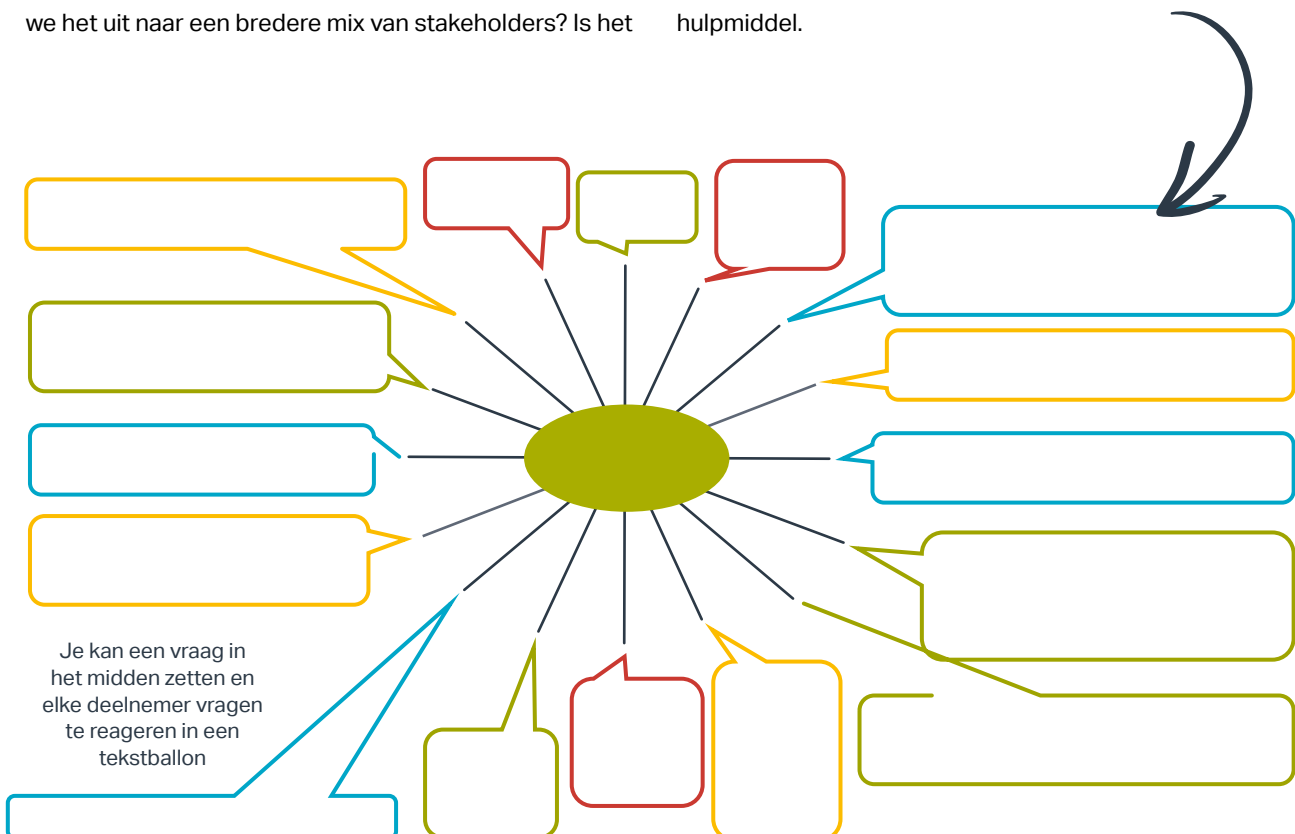 we het uit naar een bredere mix van stakeholders? Is het
hulpmiddel.
Je kan een vraag in
het midden zetten en
elke deelnemer vragen
te reageren in een
tekstballon